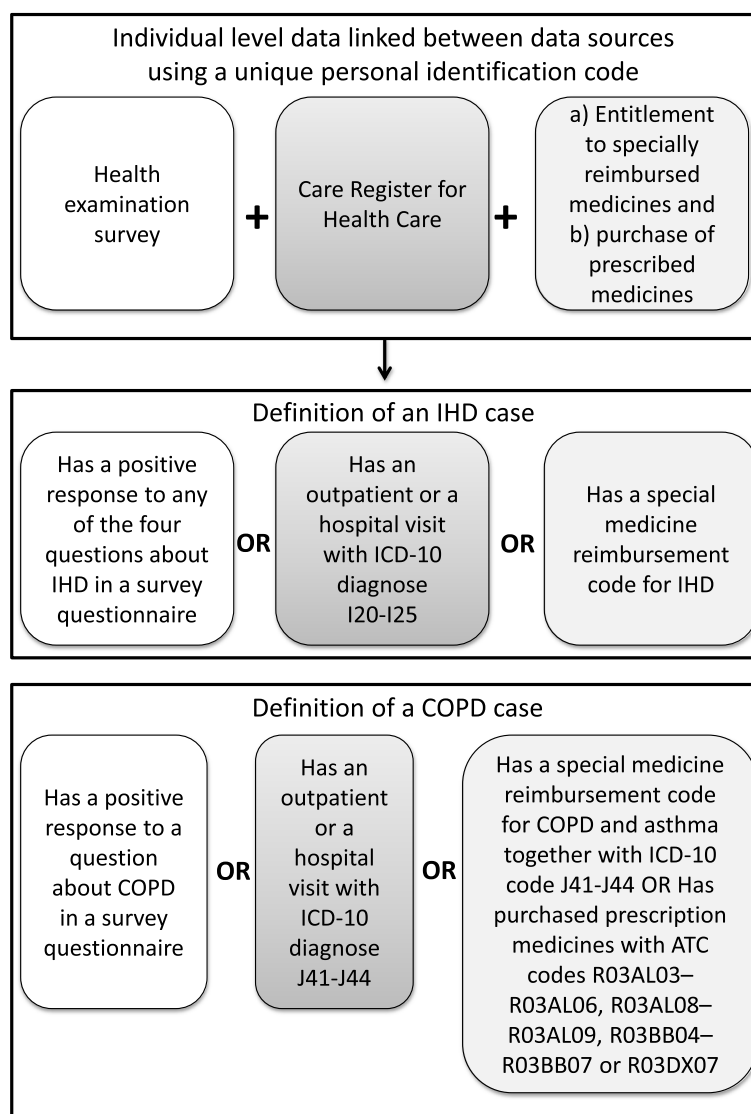 Individual level data linked between data sources
using a unique personal identification code
Health
examination
survey
+
Care Register for
Health Care
+
a) Entitlement
to specially
reimbursed
medicines and
b) purchase of
prescribed
medicines
Definition of an IHD case
Has a positive
response to any
of the four
questions about
IHD in a survey
questionnaire
OR
Has an
outpatient or a
hospital visit
with ICD-10
diagnose
I20-I25
OR
Has a special
medicine
reimbursement
code for IHD
Definition of a COPD case
Has a positive
response to a
question
about COPD
in a survey
questionnaire
OR
Has an
outpatient
or a
hospital
visit with
ICD-10
diagnose
J41-J44
OR
Has a special medicine
reimbursement code
for COPD and asthma
together with ICD-10
code J41-J44 OR Has
purchased prescription
medicines with ATC
codes R03AL03–
R03AL06, R03AL08–
R03AL09, R03BB04–
R03BB07 or R03DX07